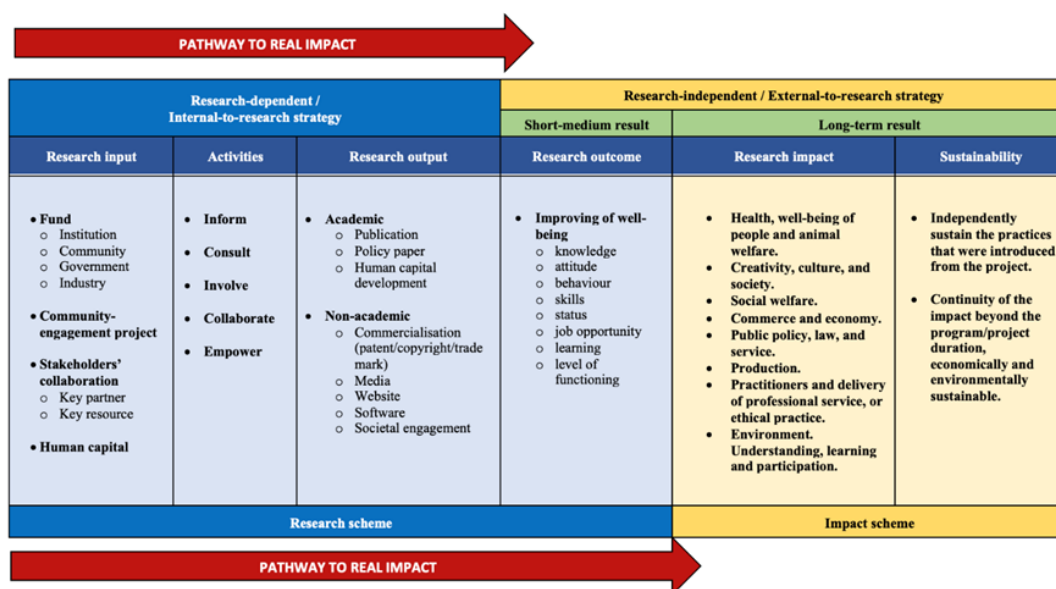 PATHWAY TO REAL IMPACT
Research-dependent /
Internal-to-research strategy
Research-independent / External-to-research strategy
Short-medium result
Long-term result
Research input
Activities
Research output
Research outcome
Research impact
Sustainability
• Fund
o Institution
o Community
o Government
o Industry
• Community-
engagement project
• Stakeholders'
collaboration
o Key partner
o Key resource
• Human capital
• Inform
• Consult
• Involve
• Collaborate
• Empower
• Academic
o Publication
o Policy paper
o Human capital
development
• Non-academic
o Commercialisation
(patent/copyright/trade
mark)
o Media
o Website
o Software
o Societal engagement
• Improving of well-
being
o knowledge
o attitude
o behaviour
o skills
o status
o job opportunity
o learning
o level of
functioning
• Health, well-being of
people and animal
welfare.
• Creativity, culture, and
society.
• Social welfare.
• Commerce and economy.
• Public policy, law, and
service.
• Production.
• Practitioners and delivery
of professional service, or
ethical practice.
• Environment.
Understanding, learning
and participation.
• Independently
sustain the practices
that were introduced
from the project.
• Continuity of the
impact beyond the
program/project
duration,
economically and
environmentally
sustainable.
Research scheme
Impact scheme
PATHWAY TO REAL IMPACT